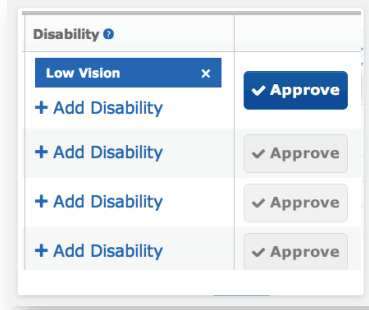 Disability ?
Low Vision ×
✔ Approve
+ Add Disability
+ Add Disability
✔ Approve
+ Add Disability
✔ Approve
+ Add Disability
✔ Approve